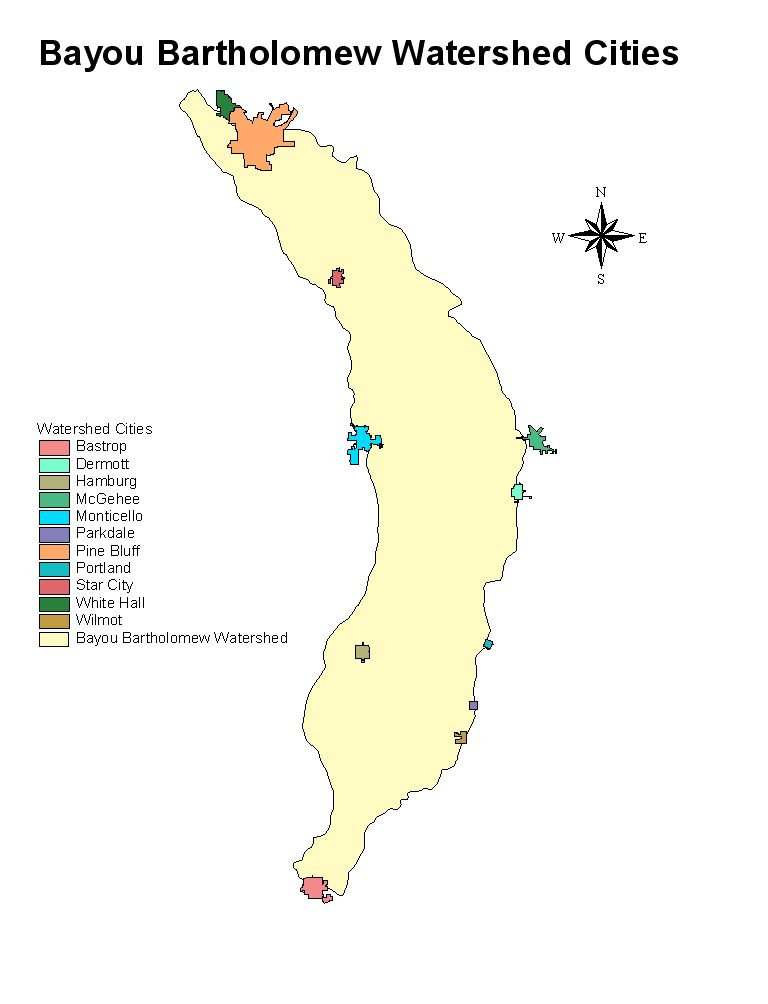 Bayou Bartholomew Watershed Cities
N
W E
S
Watershed Cities
Bastrop
Dermott
Hamburg
McGehee
Monticello
Parkdale
Pine Bluff
Portland
Star City
White Hall
Wilmot
Bayou Bartholomew Watershed